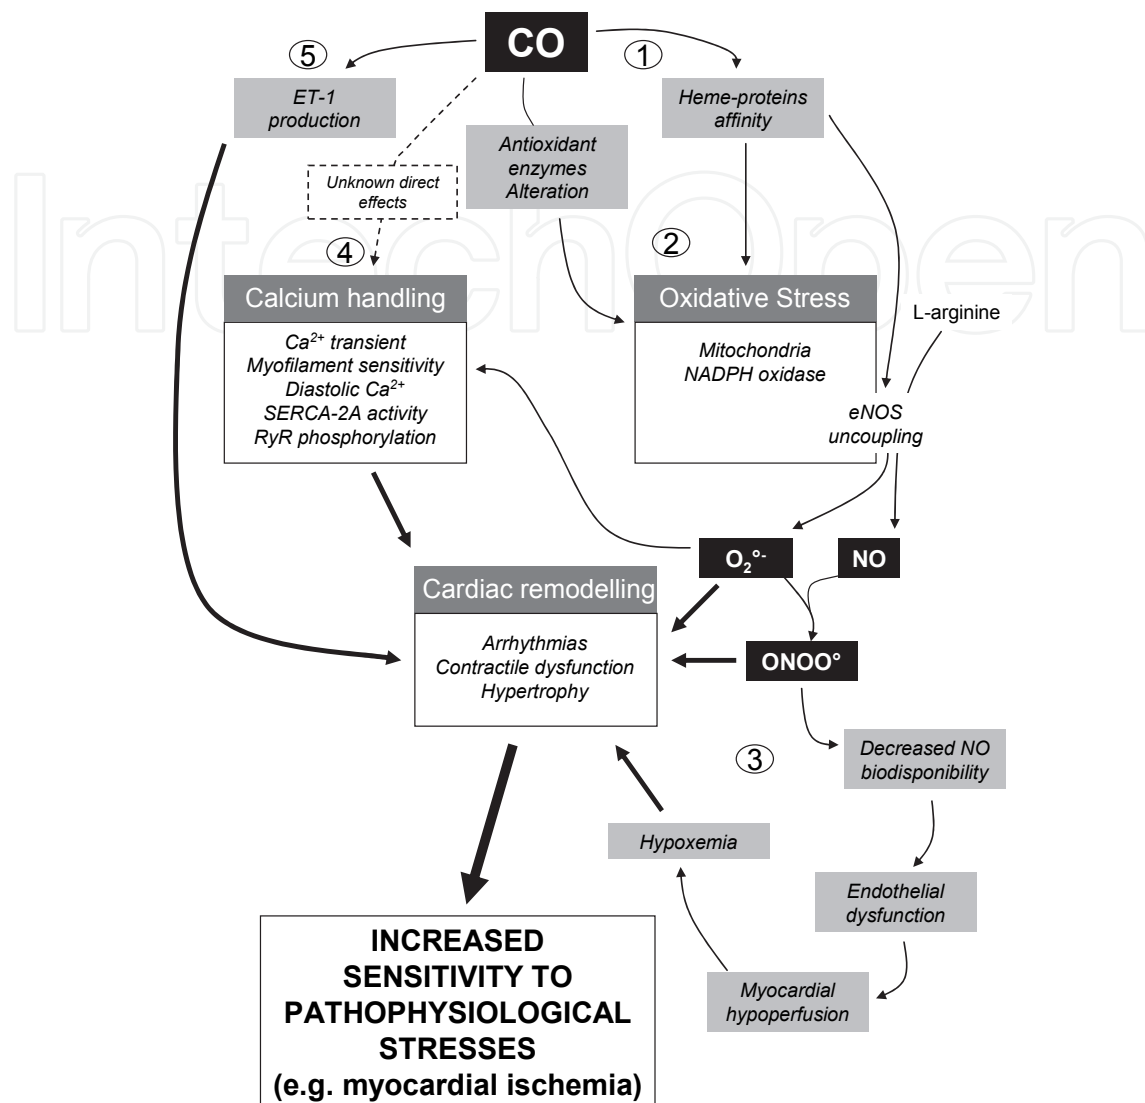 CO
5
1
ET-1
production
Heme-proteins
affinity
Antioxidant
enzymes
Alteration
Unknown direct
effects
IntechOpen
4
2
Calcium handling
Ca²⁺ transient
Myofilament sensitivity
Diastolic Ca²⁺
SERCA-2A activity
RyR phosphorylation
Oxidative Stress
Mitochondria
NADPH oxidase
L-arginine
eNOS
uncoupling
O₂°⁻
NO
Cardiac remodelling
Arrhythmias
Contractile dysfunction
Hypertrophy
ONOO°
3
Decreased NO
biodisponibility
Hypoxemia
Endothelial
dysfunction
Myocardial
hypoperfusion
INCREASED
SENSITIVITY TO
PATHOPHYSIOLOGICAL
STRESSES
(e.g. myocardial ischemia)